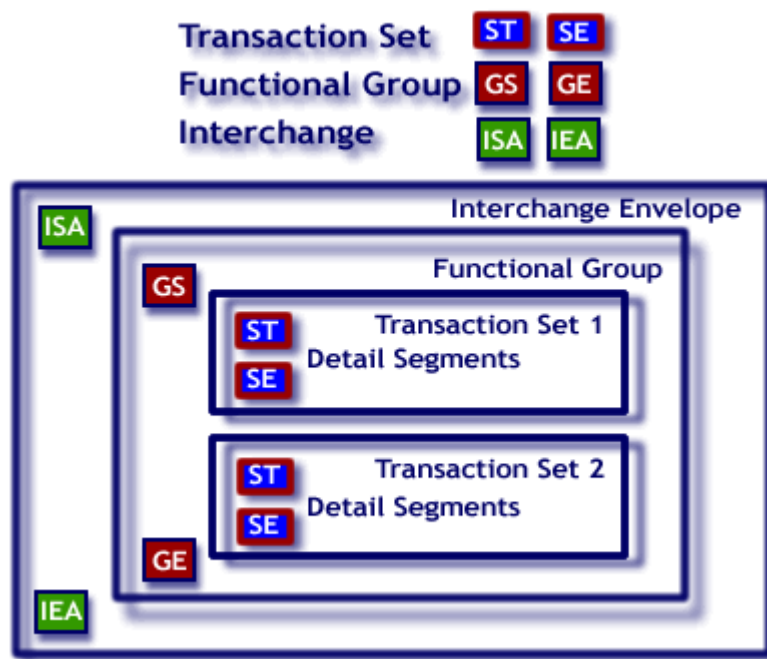 Transaction Set ST SE
Functional Group GS GE
Interchange ISA IEA
Interchange Envelope
ISA
Functional Group
GS
ST Transaction Set 1
Detail Segments
SE
ST Transaction Set 2
Detail Segments
SE
GE
IEA